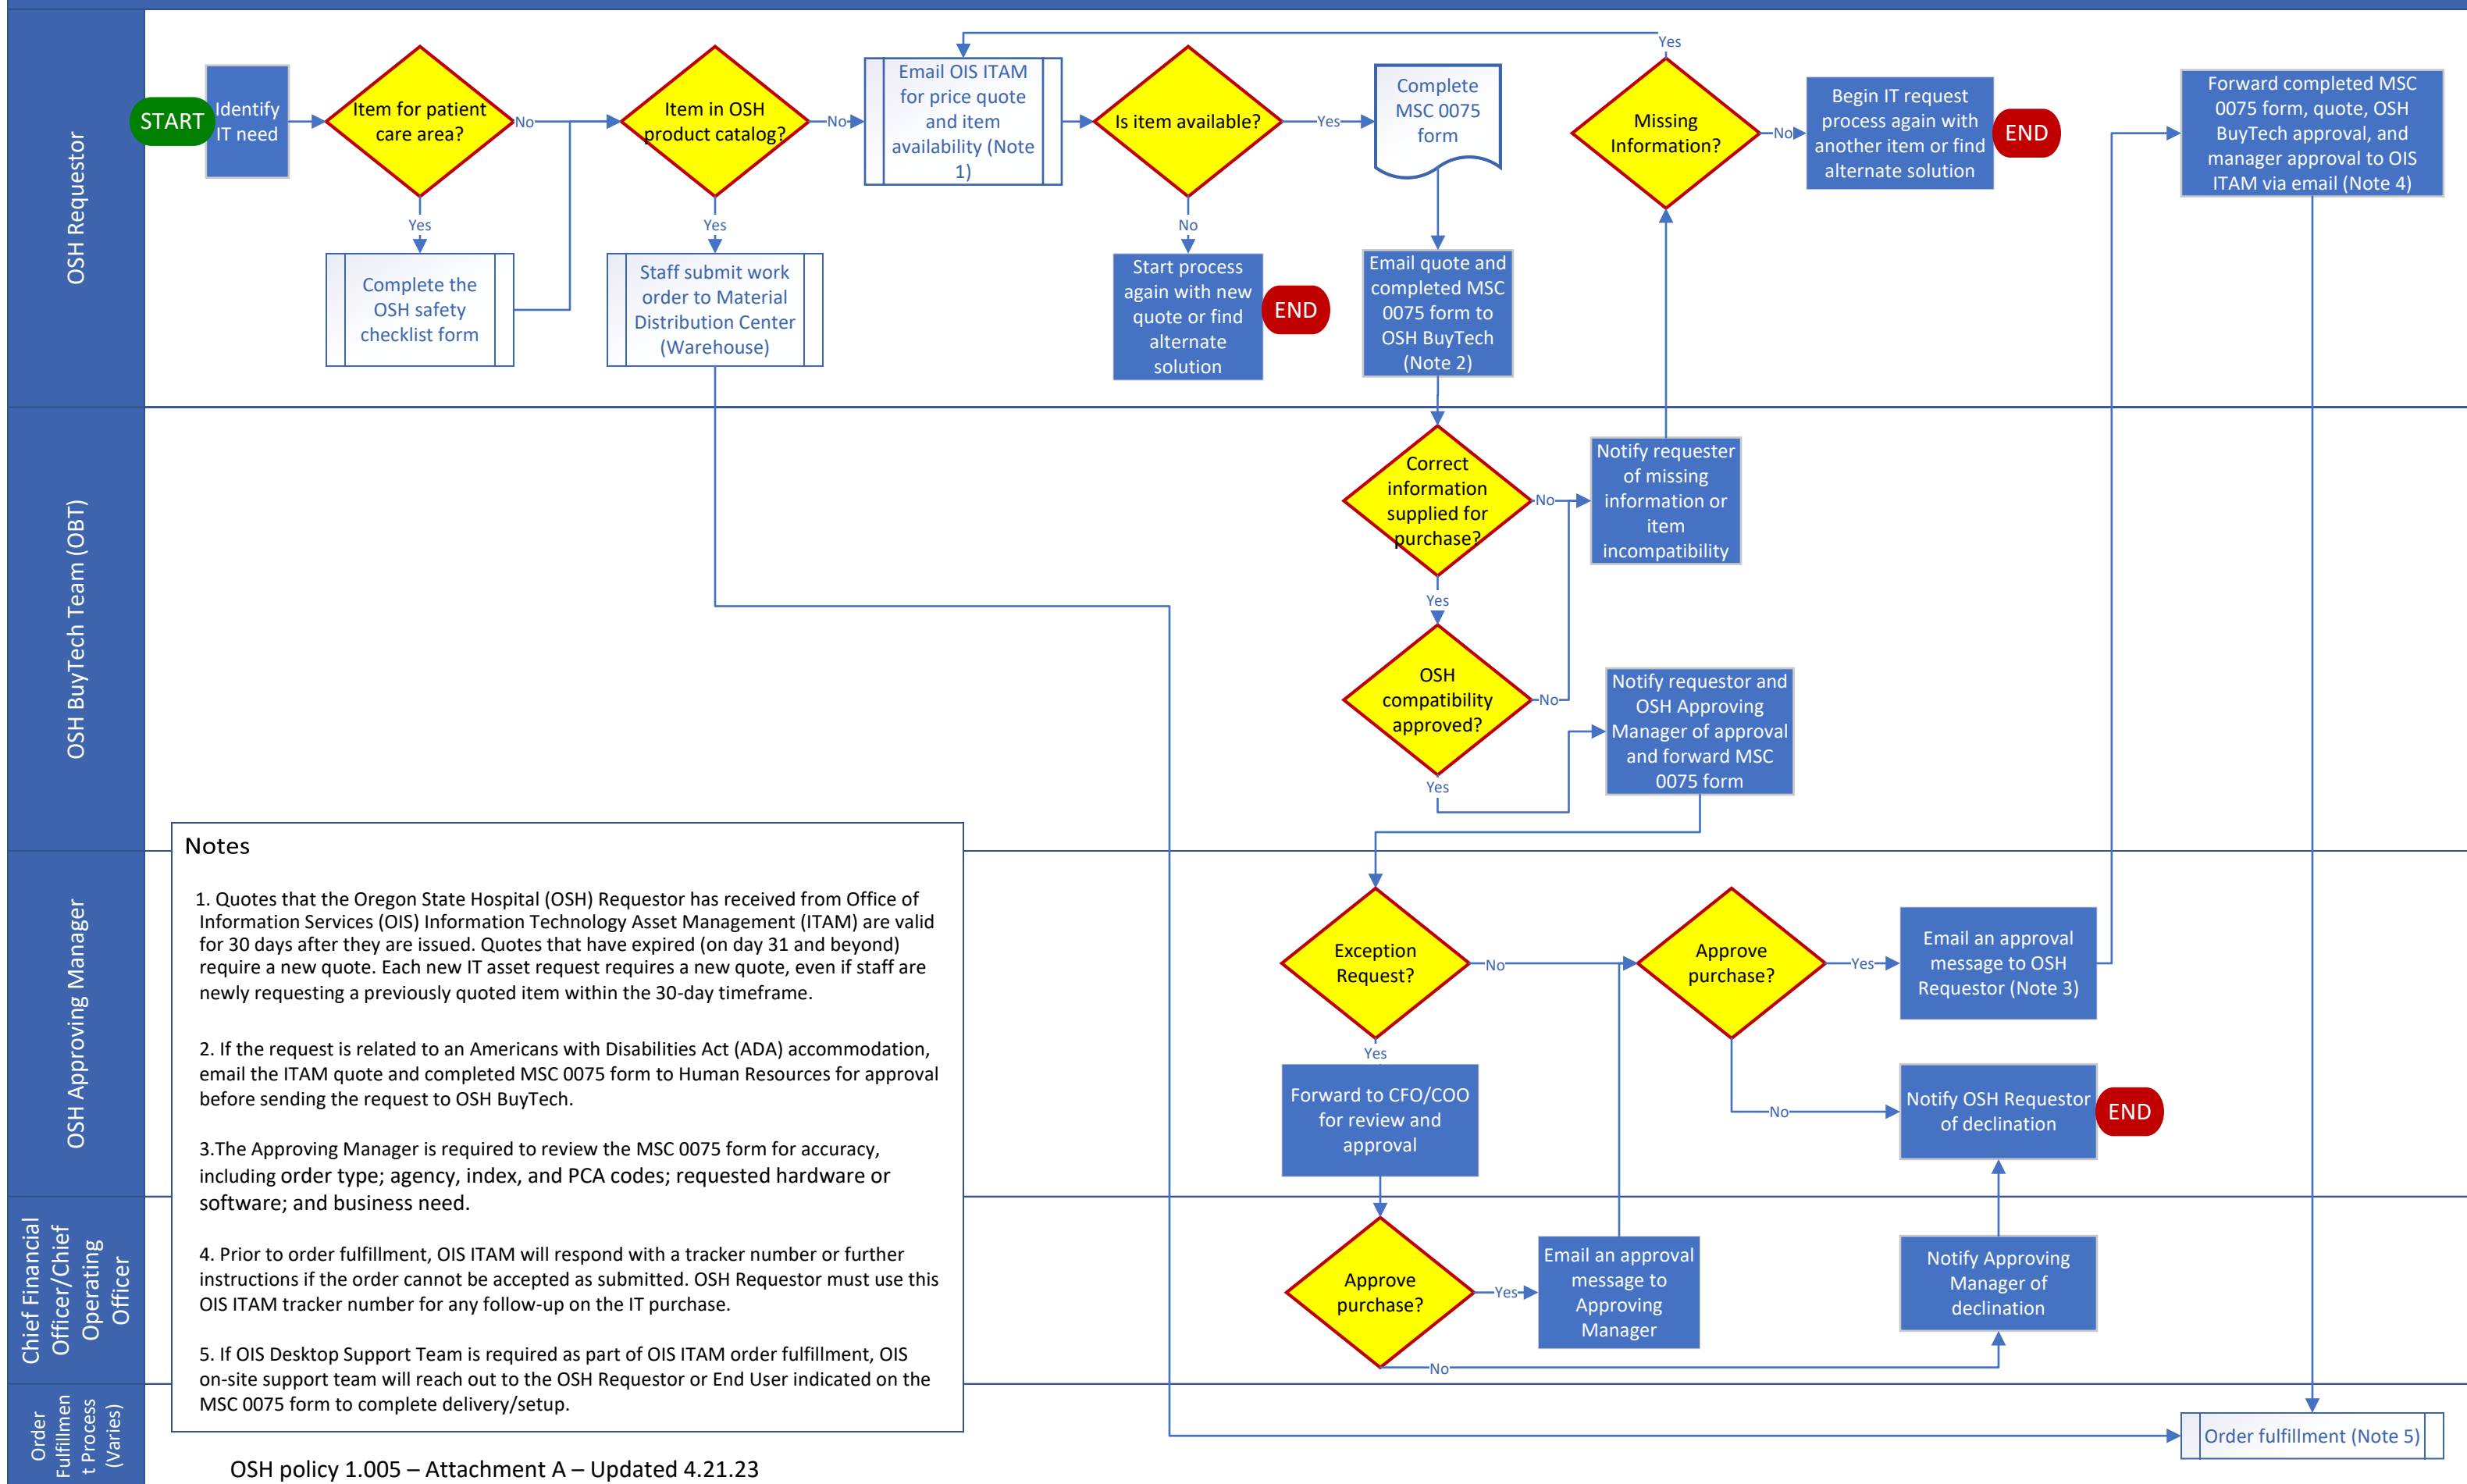 OSH Requestor
START
Identify
IT need
Item for patient
care area?
No
Yes
Complete the
OSH safety
checklist form
Item in OSH
product catalog?
No
Yes
Staff submit work
order to Material
Distribution Center
(Warehouse)
Email OIS ITAM
for price quote
and item
availability (Note
1)
Is item available?
Yes
No
Start process
again with new
quote or find
alternate
solution
END
Complete
MSC 0075
form
Email quote and
completed MSC
0075 form to
OSH BuyTech
(Note 2)
Yes
Missing
Information?
No
Begin IT request
process again with
another item or find
alternate solution
END
Forward completed MSC
0075 form, quote, OSH
BuyTech approval, and
manager approval to OIS
ITAM via email (Note 4)
OSH BuyTech Team (OBT)
Correct
information
supplied for
purchase?
No
Yes
Notify requester
of missing
information or
item
incompatibility
OSH
compatibility
approved?
No
Yes
Notify requestor and
OSH Approving
Manager of approval
and forward MSC
0075 form
OSH Approving Manager
Exception
Request?
No
Yes
Forward to CFO/COO
for review and
approval
Approve
purchase?
Yes
No
Email an approval
message to OSH
Requestor (Note 3)
Notify OSH Requestor
of declination
END
Chief Financial
Officer/Chief
Operating
Officer
Approve
purchase?
Yes
No
Email an approval
message to
Approving
Manager
Notify Approving
Manager of
declination
Order
Fulfillmen
t Process
(Varies)
Order fulfillment (Note 5)
Notes
1. Quotes that the Oregon State Hospital (OSH) Requestor has received from Office of
Information Services (OIS) Information Technology Asset Management (ITAM) are valid
for 30 days after they are issued. Quotes that have expired (on day 31 and beyond)
require a new quote. Each new IT asset request requires a new quote, even if staff are
newly requesting a previously quoted item within the 30-day timeframe.
2. If the request is related to an Americans with Disabilities Act (ADA) accommodation,
email the ITAM quote and completed MSC 0075 form to Human Resources for approval
before sending the request to OSH BuyTech.
3.The Approving Manager is required to review the MSC 0075 form for accuracy,
including order type; agency, index, and PCA codes; requested hardware or
software; and business need.
4. Prior to order fulfillment, OIS ITAM will respond with a tracker number or further
instructions if the order cannot be accepted as submitted. OSH Requestor must use this
OIS ITAM tracker number for any follow-up on the IT purchase.
5. If OIS Desktop Support Team is required as part of OIS ITAM order fulfillment, OIS
on-site support team will reach out to the OSH Requestor or End User indicated on the
MSC 0075 form to complete delivery/setup.
OSH policy 1.005 – Attachment A – Updated 4.21.23